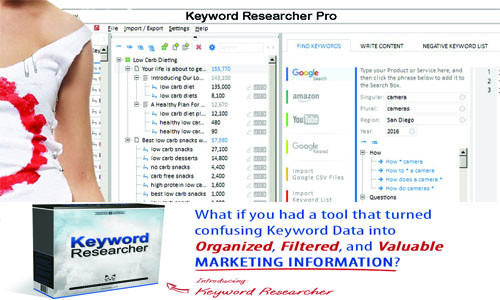 Keyword Researcher Pro
File Import / Export Settings Help
Low Carb Dieting
Your life is about to ge... 155,770
Introducing Our Lo... 143,100
low carb diet 135,000
low carb diets 8,100
A Healthy Plan For ... 12,670
low carb diet pl... 12,100
healthy low car... 480
healthy low car... 90
Best low carb snacks w... 57,980
low carb snacks 27,100
low carb desserts 14,800
no carb snacks 4,400
carb free snacks 2,400
high protein low ca...
best low carb snacks 1,000
FIND KEYWORDS WRITE CONTENT NEGATIVE KEYWORD LIST
Google
Search
amazon
YouTube
Google
Related
Import
Google CSV Files
Import
Keyword List
Type your Product or Service here, and
then click the phrase below to add it to
the Search Box.
Singular: camera
Plural: cameras
Region: San Diego
Year: 2016
How
How * camera
How to * a camera
How does a camera *
How do cameras *
Questions
1
2
3
Keyword
Researcher
What if you had a tool that turned
confusing Keyword Data into
Organized, Filtered, and Valuable
MARKETING INFORMATION?
Introducing
Keyword Researcher